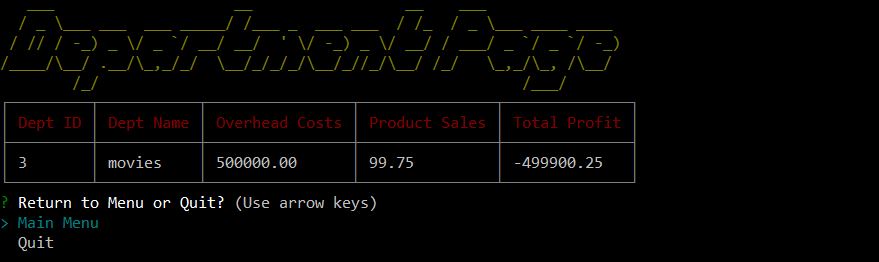 Department Page
Dept ID Dept Name Overhead Costs Product Sales Total Profit
3 movies 500000.00 99.75 -499900.25
? Return to Menu or Quit? (Use arrow keys)
> Main Menu
Quit